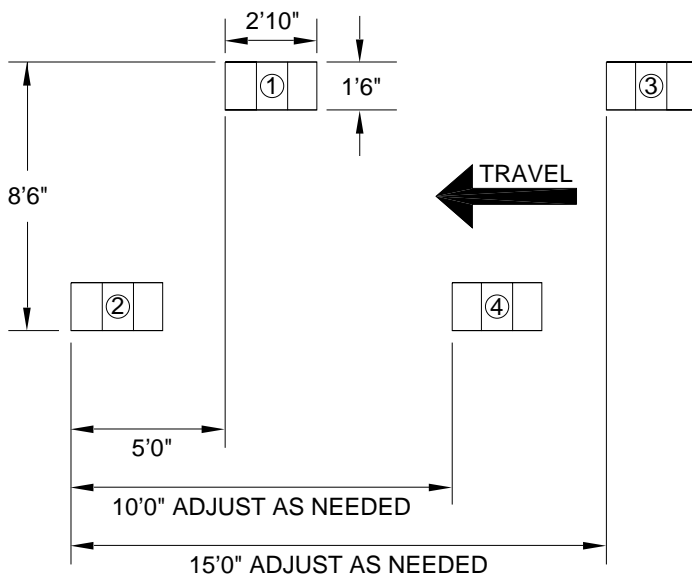 2'10"
1'6"
①
③
TRAVEL
8'6"
②
④
5'0"
10'0" ADJUST AS NEEDED
15'0" ADJUST AS NEEDED